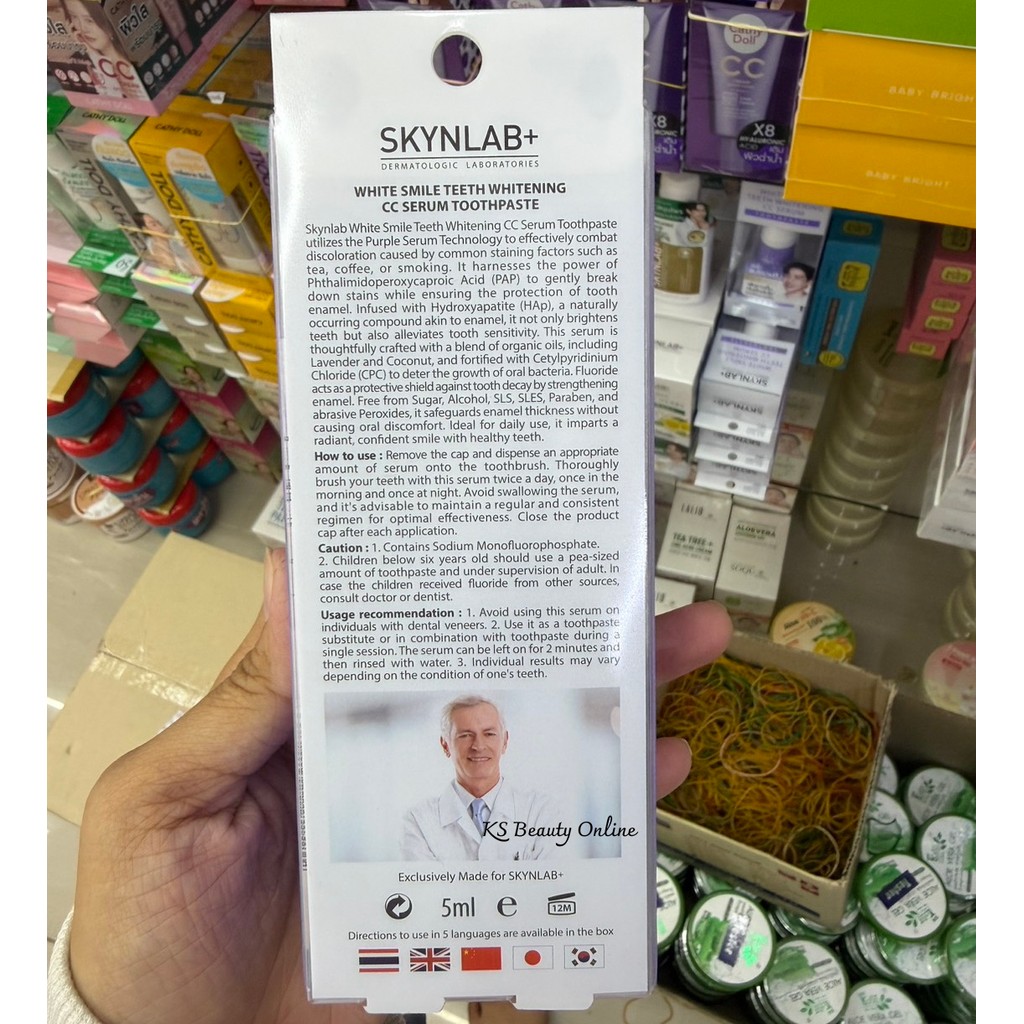 SKYNLAB+
DERMATOLOGIC LABORATORIES
WHITE SMILE TEETH WHITENING
CC SERUM TOOTHPASTE
Skynlab White Smile Teeth Whitening CC Serum Toothpaste
utilizes the Purple Serum Technology to effectively combat
discoloration caused by common staining factors such as
tea, coffee, or smoking. It harnesses the power of
Phthalimidoperoxycaproic Acid (PAP) to gently break
down stains while ensuring the protection of tooth
enamel. Infused with Hydroxyapatite (HAp), a naturally
occurring compound akin to enamel, it not only brightens
teeth but also alleviates tooth sensitivity. This serum is
thoughtfully crafted with a blend of organic oils, including
Lavender and Coconut, and fortified with Cetylpyridinium
Chloride (CPC) to deter the growth of oral bacteria. Fluoride
acts as a protective shield against tooth decay by strengthening
enamel. Free from Sugar, Alcohol, SLS, SLES, Paraben, and
abrasive Peroxides, it safeguards enamel thickness without
causing oral discomfort. Ideal for daily use, it imparts a
radiant, confident smile with healthy teeth.
How to use : Remove the cap and dispense an appropriate
amount of serum onto the toothbrush. Thoroughly
brush your teeth with this serum twice a day, once in the
morning and once at night. Avoid swallowing the serum,
and it's advisable to maintain a regular and consistent
regimen for optimal effectiveness. Close the product
cap after each application.
Caution : 1. Contains Sodium Monofluorophosphate.
2. Children below six years old should use a pea-sized
amount of toothpaste and under supervision of adult. In
case the children received fluoride from other sources,
consult doctor or dentist.
Usage recommendation : 1. Avoid using this serum on
individuals with dental veneers. 2. Use it as a toothpaste
substitute or in combination with toothpaste during a
single session. The serum can be left on for 2 minutes and
then rinsed with water. 3. Individual results may vary
depending on the condition of one's teeth.
KS Beauty Online
Exclusively Made for SKYNLAB+
5ml e 12M
Directions to use in 5 languages are available in the box
Cathy
Doll
CC
X8
HYALURONIC
ACID
BABY BRIGHT
BABY BRIGHT
CATHY DOLL
CC
SKYNLAB+
LALIO
TEA TREE+
ALOEVERA
Tester
ALOE VERA GEL